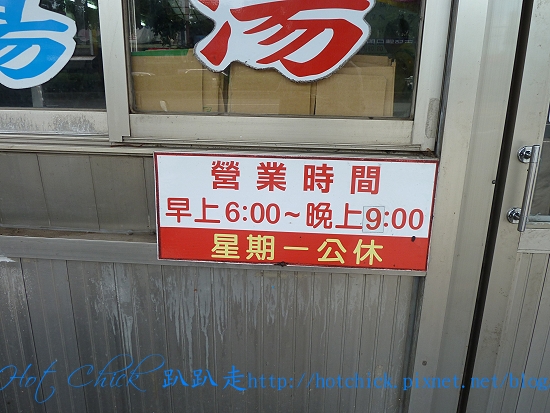 湯 湯
營業時間
早上6:00~晚上9:00
星期一公休
Hot Chick 趴趴走http://hotchick.pixnet.net/blog